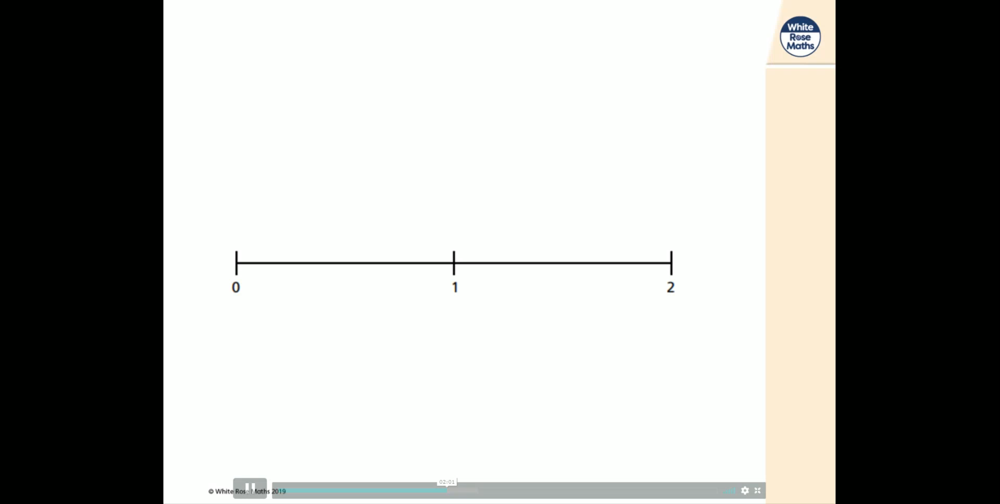 White
Rose
Maths
0 1 2
02:01
© White Rose Maths 2019